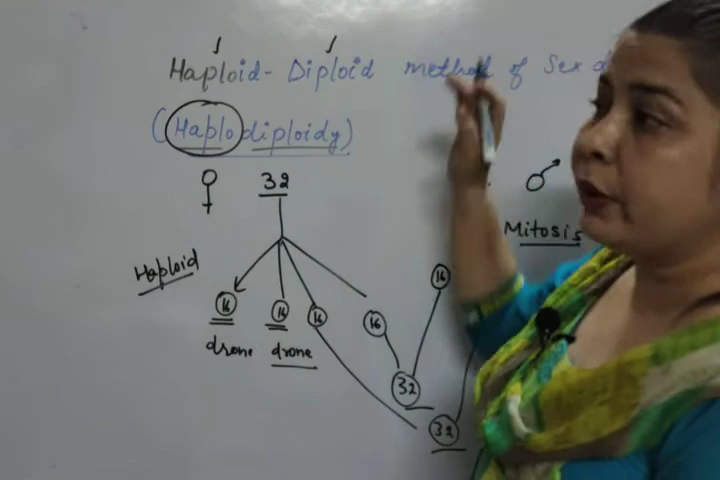 Haploid - Diploid method of Sex d
(Haplodiploidy)
♀ 32 ♂
Mitosis
Haploid
16 16 16 16 16
drone drone
32
32